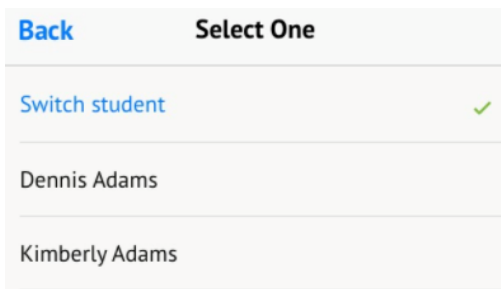 Back Select One
Switch student
Dennis Adams
Kimberly Adams